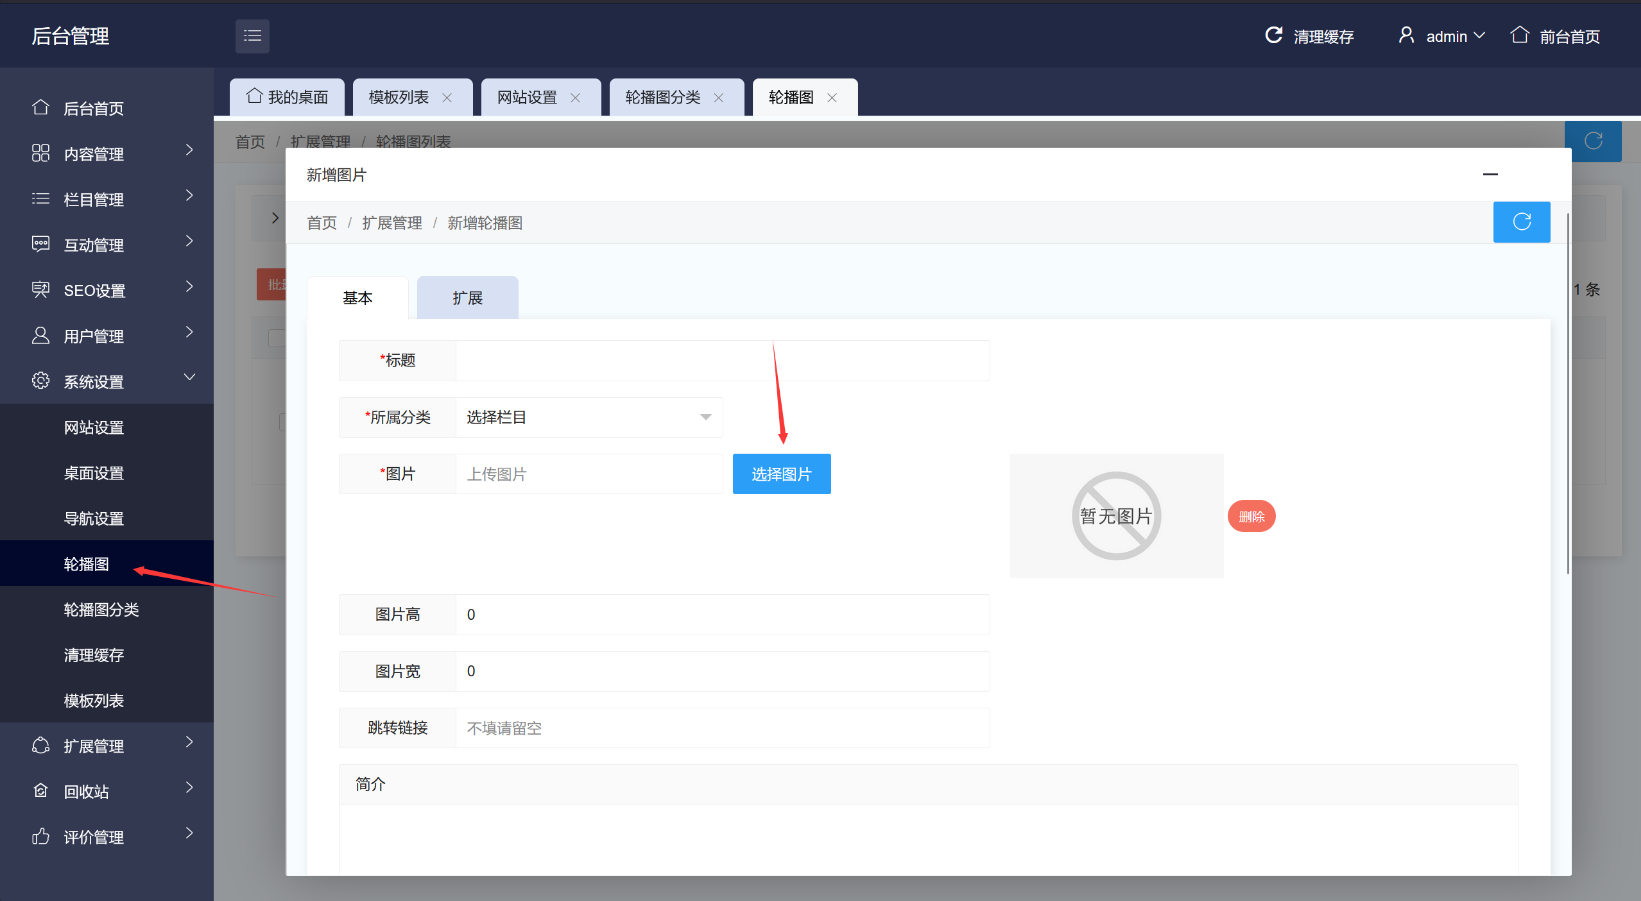 后台管理
清理缓存
admin
前台首页
我的桌面
模板列表
网站设置
轮播图分类
轮播图
后台首页
内容管理
栏目管理
互动管理
SEO设置
用户管理
系统设置
网站设置
桌面设置
导航设置
轮播图
轮播图分类
清理缓存
模板列表
扩展管理
回收站
评价管理
首页 / 扩展管理 / 轮播图列表
1 条
新增图片
首页 / 扩展管理 / 新增轮播图
基本
扩展
*标题
*所属分类
选择栏目
*图片
上传图片
选择图片
暂无图片
删除
图片高
0
图片宽
0
跳转链接
不填请留空
简介